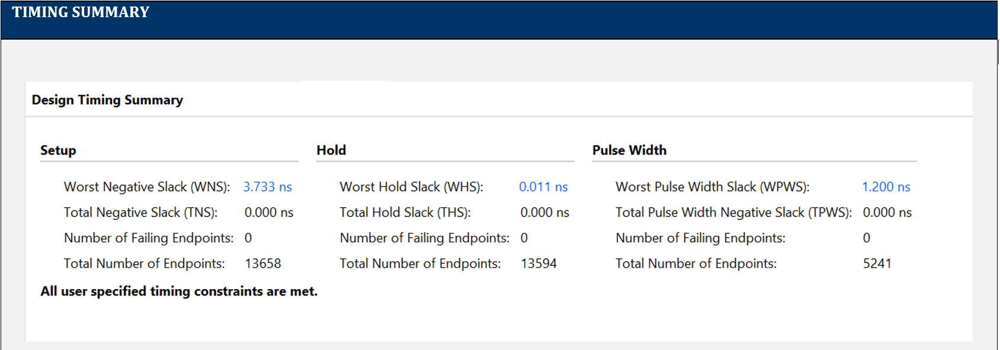 TIMING SUMMARY
Design Timing Summary
Setup
Worst Negative Slack (WNS): 3.733 ns
Total Negative Slack (TNS): 0.000 ns
Number of Failing Endpoints: 0
Total Number of Endpoints: 13658
Hold
Worst Hold Slack (WHS): 0.011 ns
Total Hold Slack (THS): 0.000 ns
Number of Failing Endpoints: 0
Total Number of Endpoints: 13594
Pulse Width
Worst Pulse Width Slack (WPWS): 1.200 ns
Total Pulse Width Negative Slack (TPWS): 0.000 ns
Number of Failing Endpoints: 0
Total Number of Endpoints: 5241
All user specified timing constraints are met.